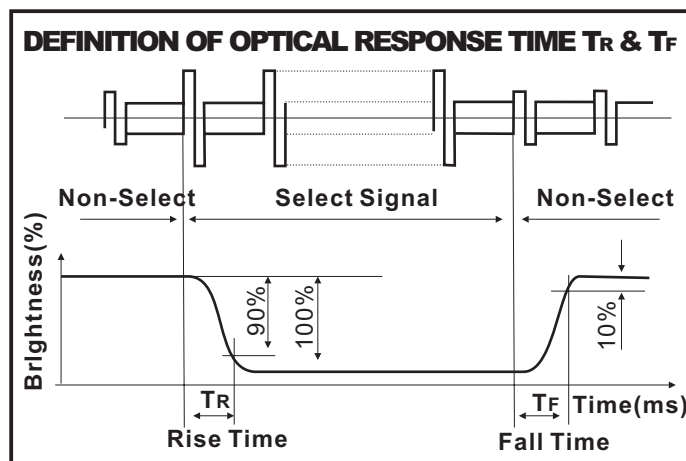 DEFINITION OF OPTICAL RESPONSE TIME TR & TF
Non-Select Select Signal Non-Select
Brightness(%)
90%
100%
10%
TR TF Time(ms)
Rise Time Fall Time